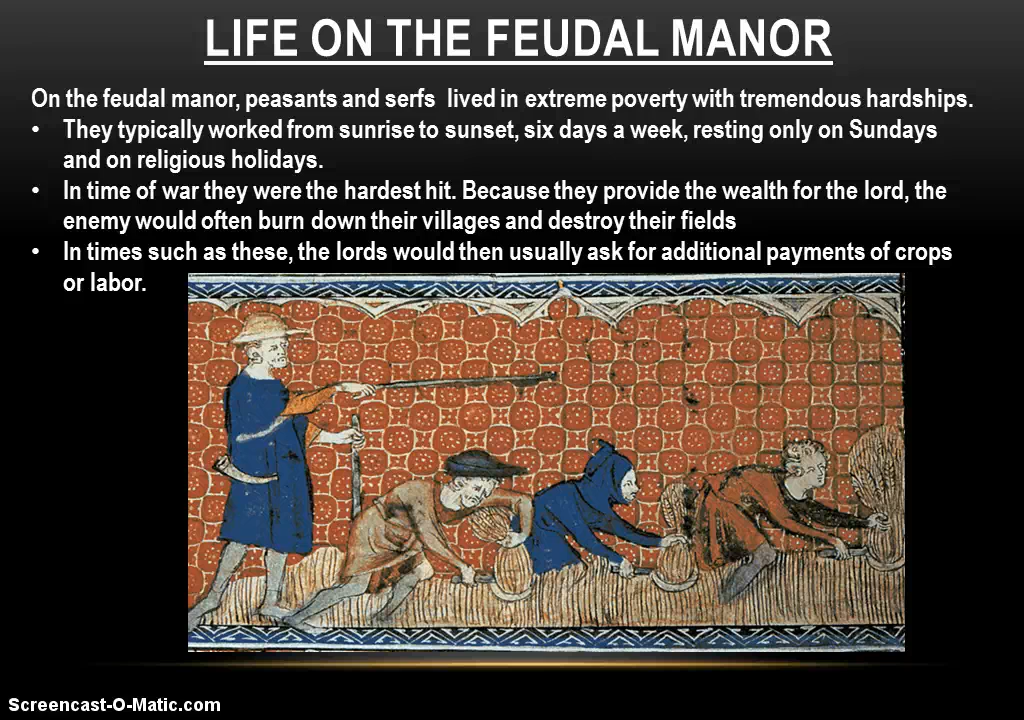 LIFE ON THE FEUDAL MANOR
On the feudal manor, peasants and serfs lived in extreme poverty with tremendous hardships.
• They typically worked from sunrise to sunset, six days a week, resting only on Sundays
and on religious holidays.
• In time of war they were the hardest hit. Because they provide the wealth for the lord, the
enemy would often burn down their villages and destroy their fields
• In times such as these, the lords would then usually ask for additional payments of crops
or labor.
Screencast-O-Matic.com